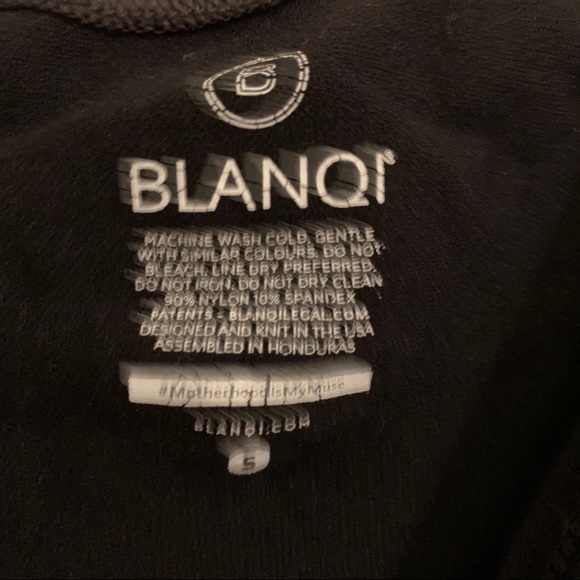 BLANQI®
MACHINE WASH COLD, GENTLE
WITH SIMILAR COLOURS. DO NOT
BLEACH. LINE DRY PREFERRED.
DO NOT IRON. DO NOT DRY CLEAN
90% NYLON 10% SPANDEX
PATENTS - BLANQILEGAL.COM
DESIGNED AND KNIT IN THE USA
ASSEMBLED IN HONDURAS
#MotherhoodIsMyMuse
BLANQI.COM
S